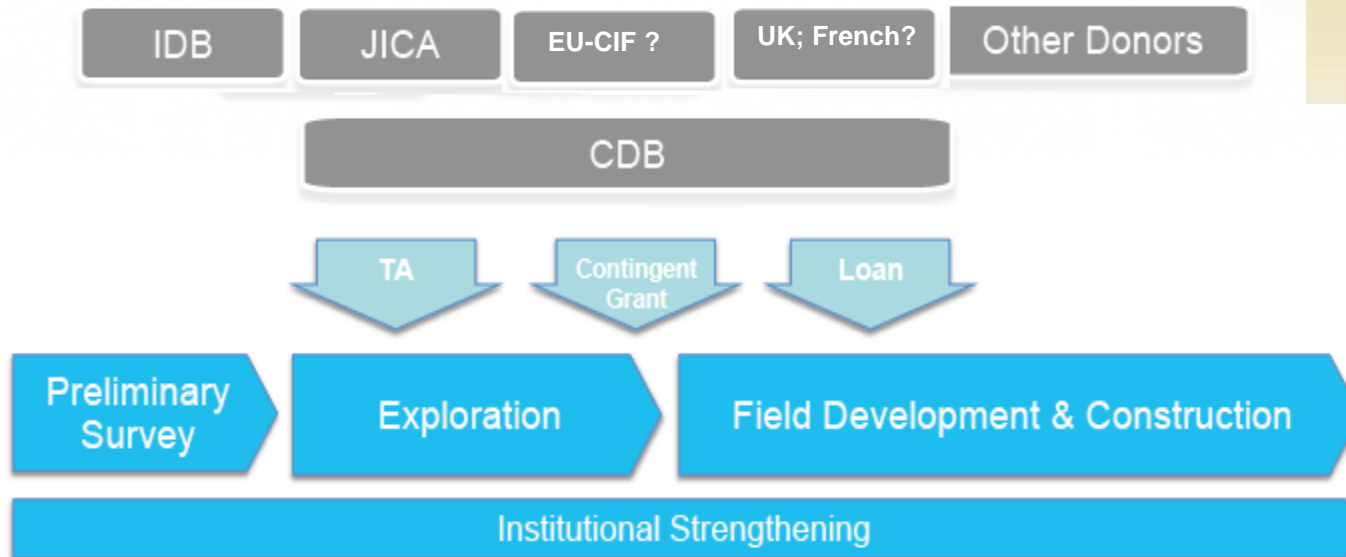 IDB
JICA
EU-CIF ?
UK; French?
Other Donors
CDB
TA
Contingent
Grant
Loan
Preliminary
Survey
Exploration
Field Development & Construction
Institutional Strengthening